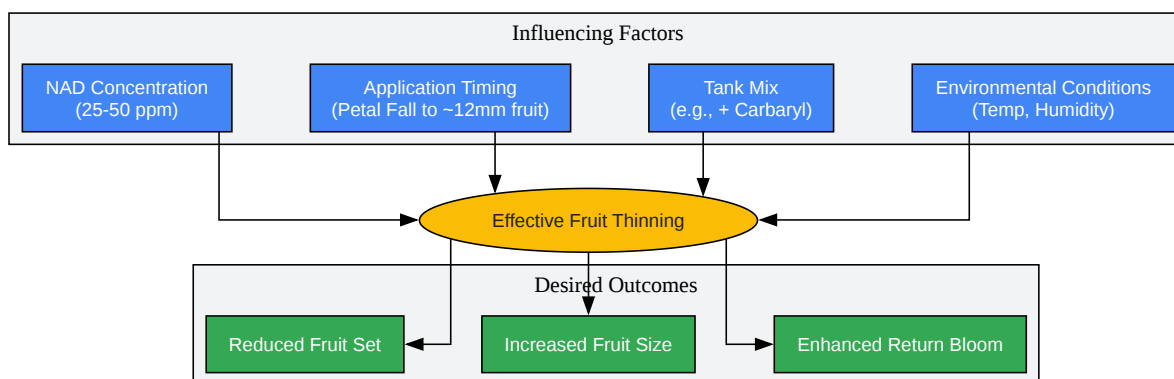 Influencing Factors
NAD Concentration
(25-50 ppm)
Application Timing
(Petal Fall to ~12mm fruit)
Tank Mix
(e.g., + Carbaryl)
Environmental Conditions
(Temp, Humidity)
Effective Fruit Thinning
Desired Outcomes
Reduced Fruit Set
Increased Fruit Size
Enhanced Return Bloom